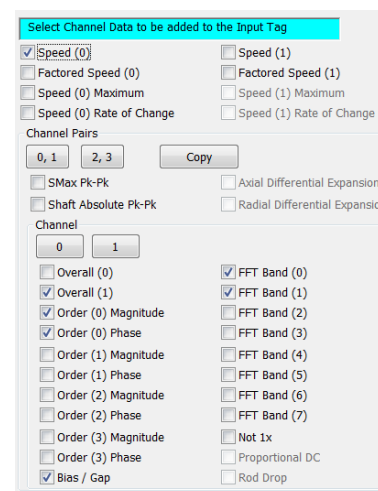 Select Channel Data to be added to the Input Tag
Speed (0) Speed (1)
Factored Speed (0) Factored Speed (1)
Speed (0) Maximum Speed (1) Maximum
Speed (0) Rate of Change Speed (1) Rate of Change
Channel Pairs
0, 1 2, 3 Copy
SMax Pk-Pk Axial Differential Expansion
Shaft Absolute Pk-Pk Radial Differential Expansio
Channel
0 1
Overall (0) FFT Band (0)
Overall (1) FFT Band (1)
Order (0) Magnitude FFT Band (2)
Order (0) Phase FFT Band (3)
Order (1) Magnitude FFT Band (4)
Order (1) Phase FFT Band (5)
Order (2) Magnitude FFT Band (6)
Order (2) Phase FFT Band (7)
Order (3) Magnitude Not 1x
Order (3) Phase Proportional DC
Bias / Gap Rod Drop